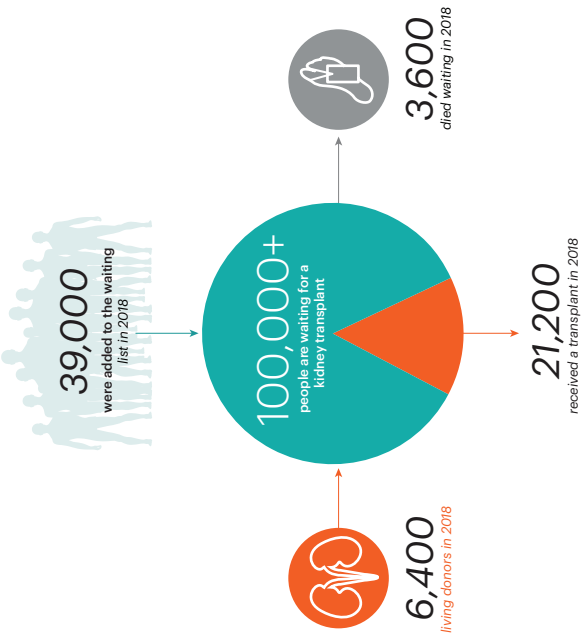 39,000
were added to the waiting
list in 2018
100,000+
people are waiting for a
kidney transplant
6,400
living donors in 2018
3,600
died waiting in 2018
21,200
received a transplant in 2018